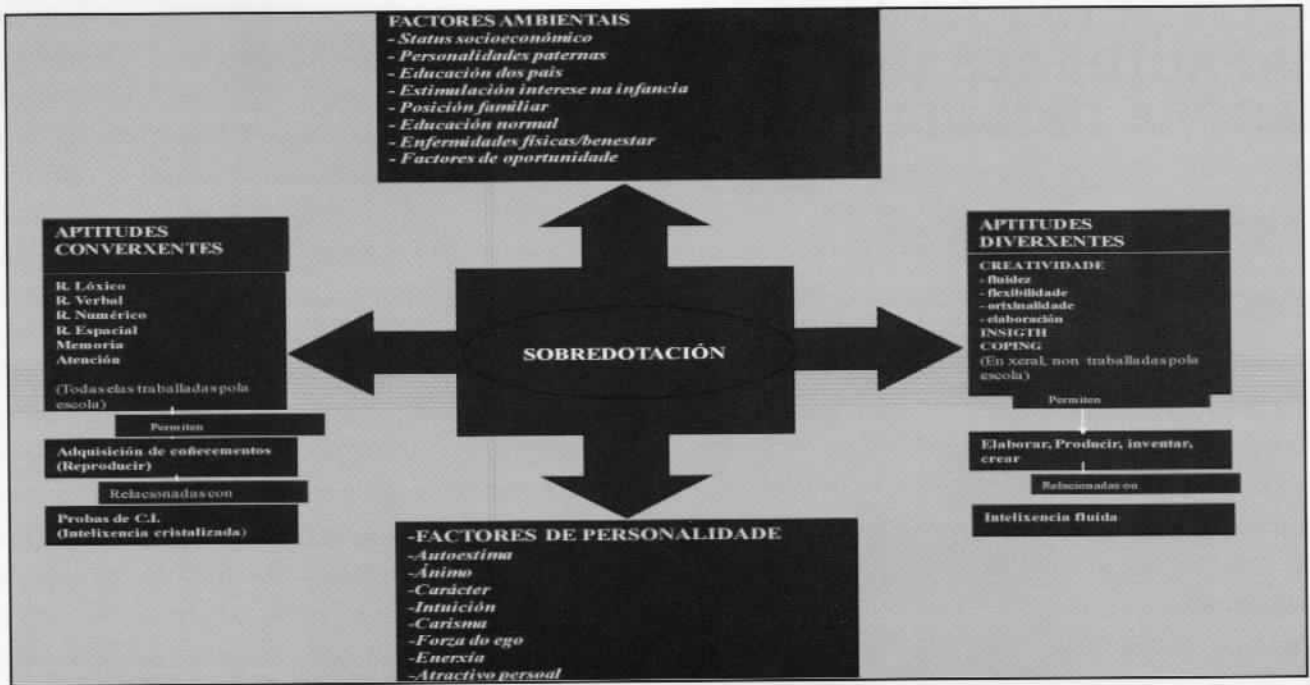 FACTORES AMBIENTAIS
- Status socioeconómico
- Personalidades paternas
- Educación dos pais
- Estimulación interese na infancia
- Posición familiar
- Educación normal
- Enfermidades físicas/benestar
- Factores de oportunidade
APTITUDES
CONVERXENTES
R. Lóxico
R. Verbal
R. Numérico
R. Espacial
Memoria
Atención
(Todas elas traballadas pola
escola)
Permiten
Adquisición de coñecementos
(Reproducir)
Relacionadas con
Probas de C.I.
(Intelixencia cristalizada)
SOBREDOTACIÓN
APTITUDES
DIVERXENTES
CREATIVIDADE
- fluidez
- flexibilidade
- orixinalidade
- elaboración
INSIGTH
COPING
(En xeral, non traballadas pola
escola)
Permiten
Elaborar, Producir, inventar,
crear
Relacionadas on
Intelixencia fluída
-FACTORES DE PERSONALIDADE
-Autoestima
-Ánimo
-Carácter
-Intuición
-Carisma
-Forza do ego
-Enerxía
-Atractivo persoal